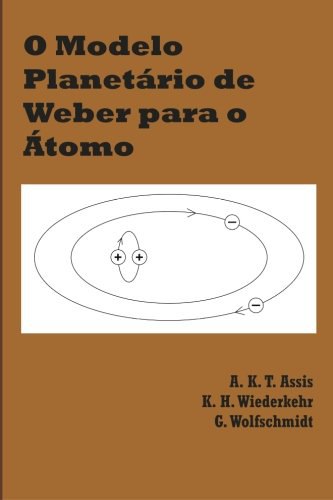 O Modelo
Planetário de
Weber para o
Átomo
−
+ +
−
A. K. T. Assis
K. H. Wiederkehr
G. Wolfschmidt